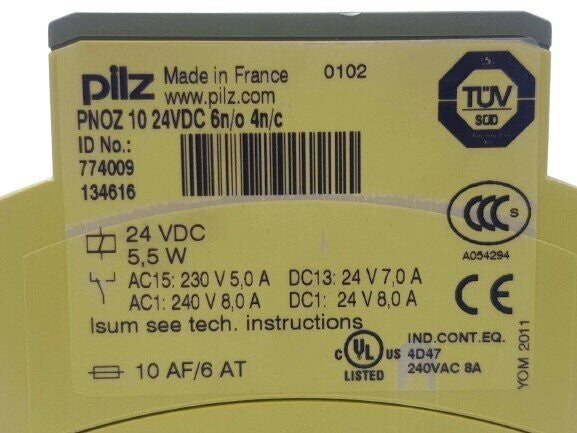 pilz Made in France 0102
www.pilz.com
PNOZ 10 24VDC 6n/o 4n/c
ID No.:
774009
134616
TÜV
SÜD
CCC S
A054294
24 VDC
5,5 W
AC15: 230 V 5,0 A DC13: 24 V 7,0 A
AC1: 240 V 8,0 A DC1: 24 V 8,0 A
Isum see tech. instructions
CE
10 AF/6 AT
C UL US
LISTED
IND.CONT.EQ.
4D47
240VAC 8A
YOM 2011